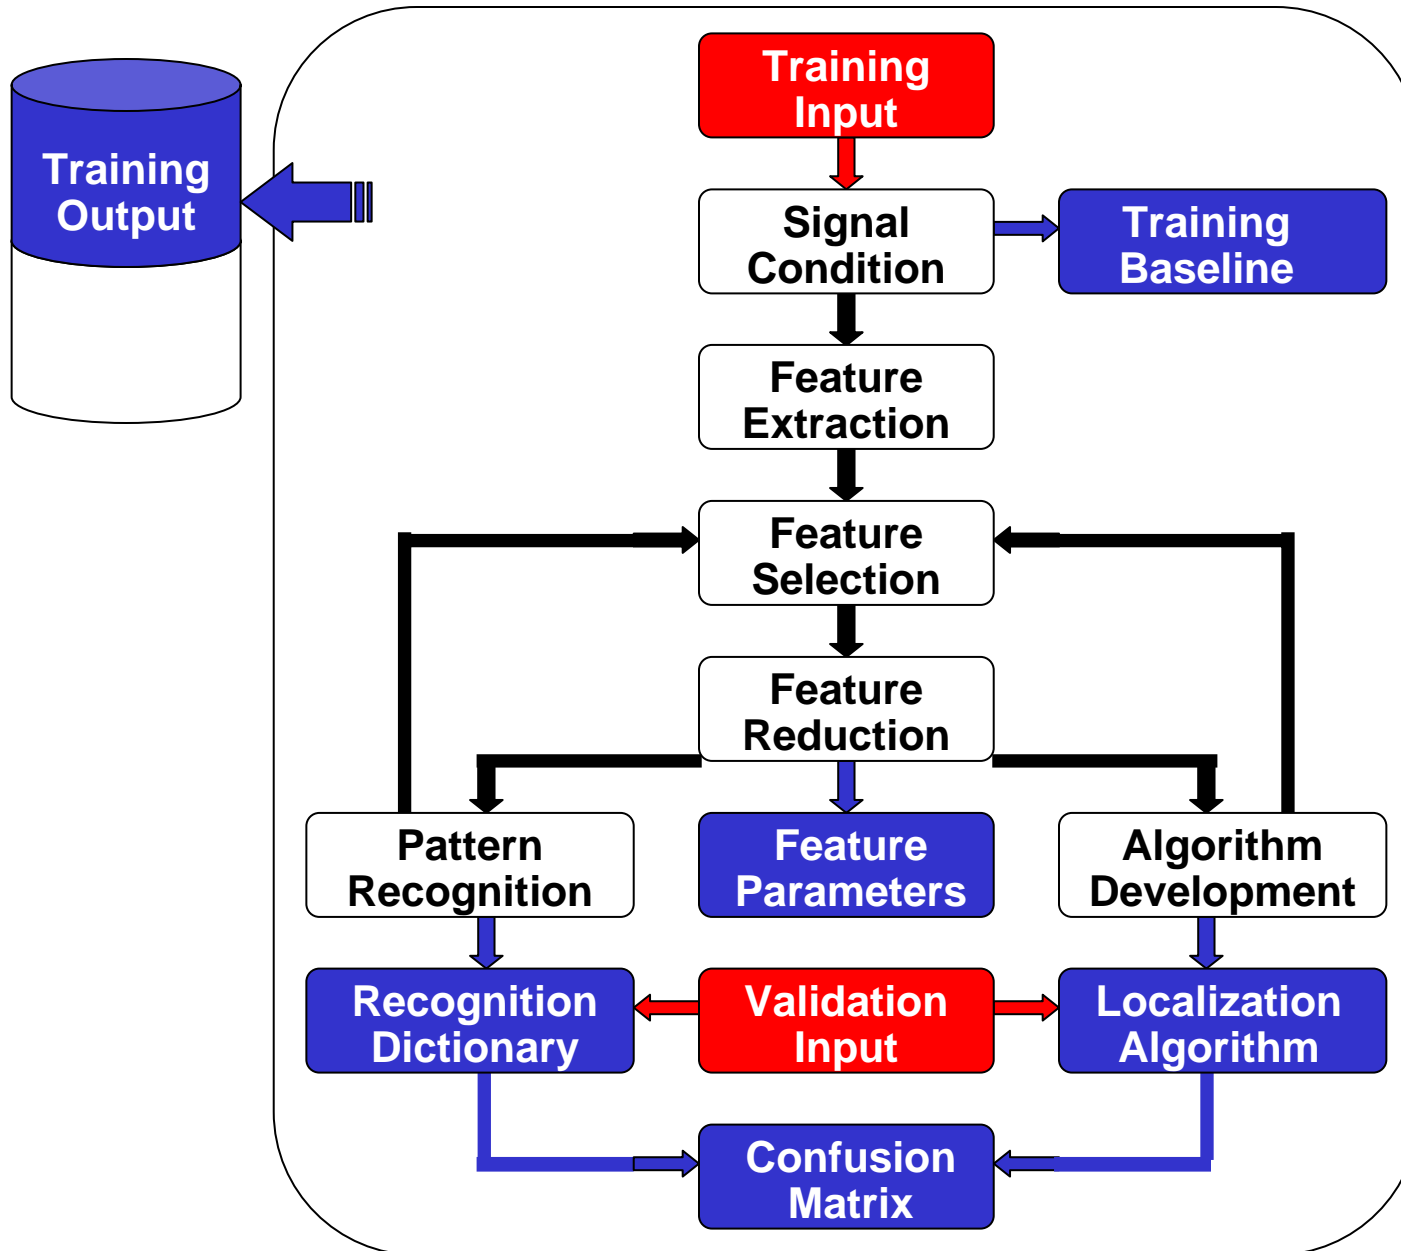 Training
Input
Training
Output
Signal
Condition
Training
Baseline
Feature
Extraction
Feature
Selection
Feature
Reduction
Pattern
Recognition
Feature
Parameters
Algorithm
Development
Recognition
Dictionary
Validation
Input
Localization
Algorithm
Confusion
Matrix